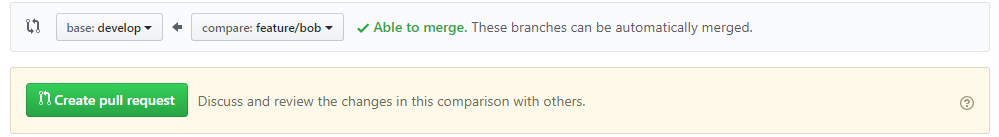 base: develop compare: feature/bob Able to merge. These branches can be automatically merged.
Create pull request Discuss and review the changes in this comparison with others.